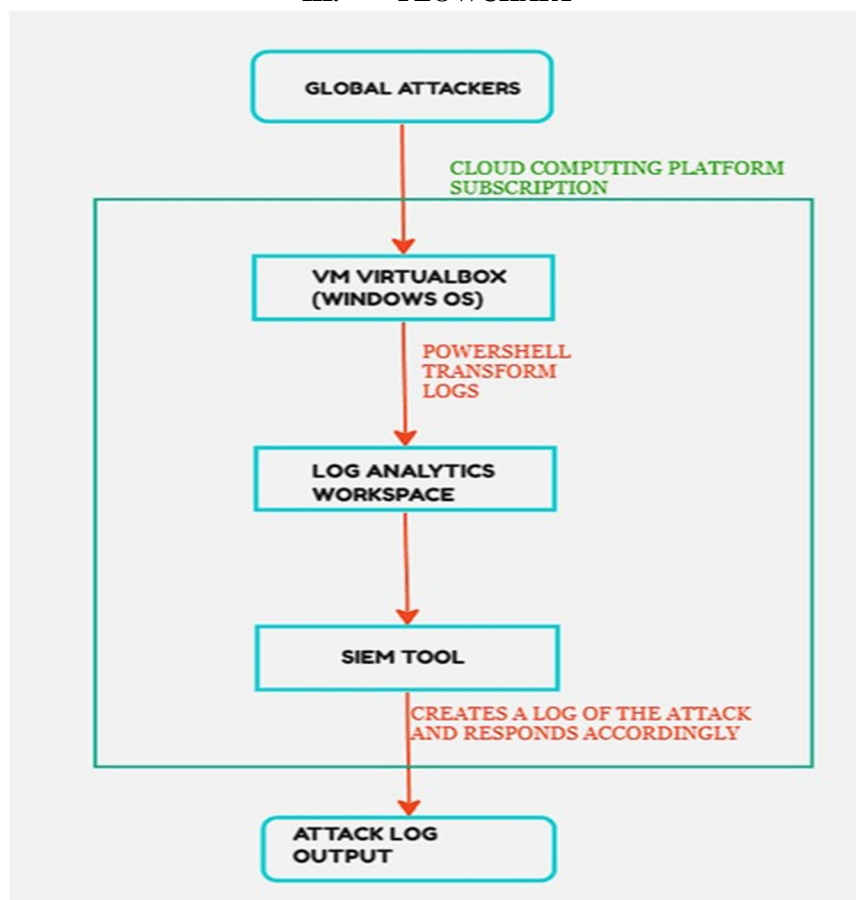 GLOBAL ATTACKERS
CLOUD COMPUTING PLATFORM
SUBSCRIPTION
VM VIRTUALBOX
(WINDOWS OS)
POWERSHELL
TRANSFORM
LOGS
LOG ANALYTICS
WORKSPACE
SIEM TOOL
CREATES A LOG OF THE ATTACK
AND RESPONDS ACCORDINGLY
ATTACK LOG
OUTPUT